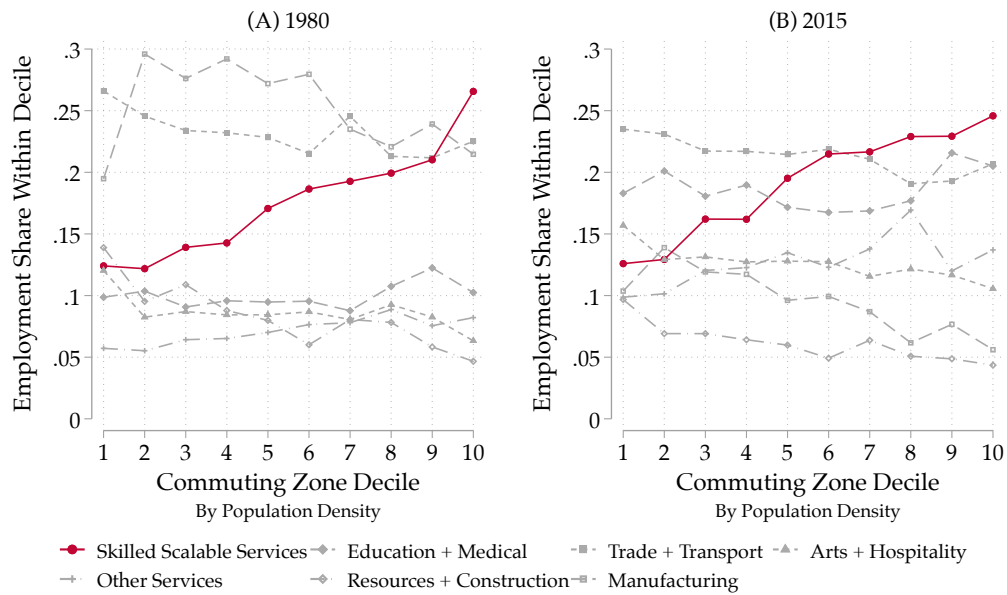 (A) 1980
Employment Share Within Decile
.3
.25
.2
.15
.1
.05
0
1 2 3 4 5 6 7 8 9 10
Commuting Zone Decile
By Population Density
(B) 2015
Employment Share Within Decile
.3
.25
.2
.15
.1
.05
0
1 2 3 4 5 6 7 8 9 10
Commuting Zone Decile
By Population Density
Skilled Scalable Services Education + Medical Trade + Transport Arts + Hospitality
Other Services Resources + Construction Manufacturing